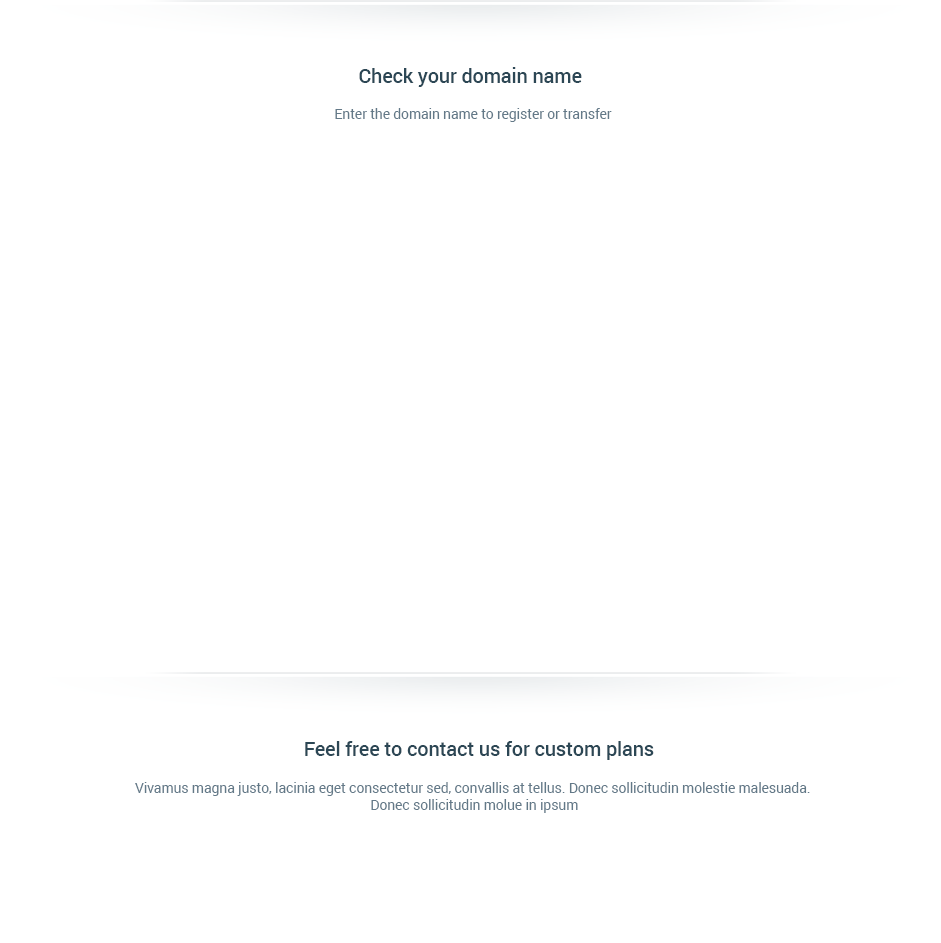 Check your domain name
Enter the domain name to register or transfer
Feel free to contact us for custom plans
Vivamus magna justo, lacinia eget consectetur sed, convallis at tellus. Donec sollicitudin molestie malesuada.
Donec sollicitudin molue in ipsum